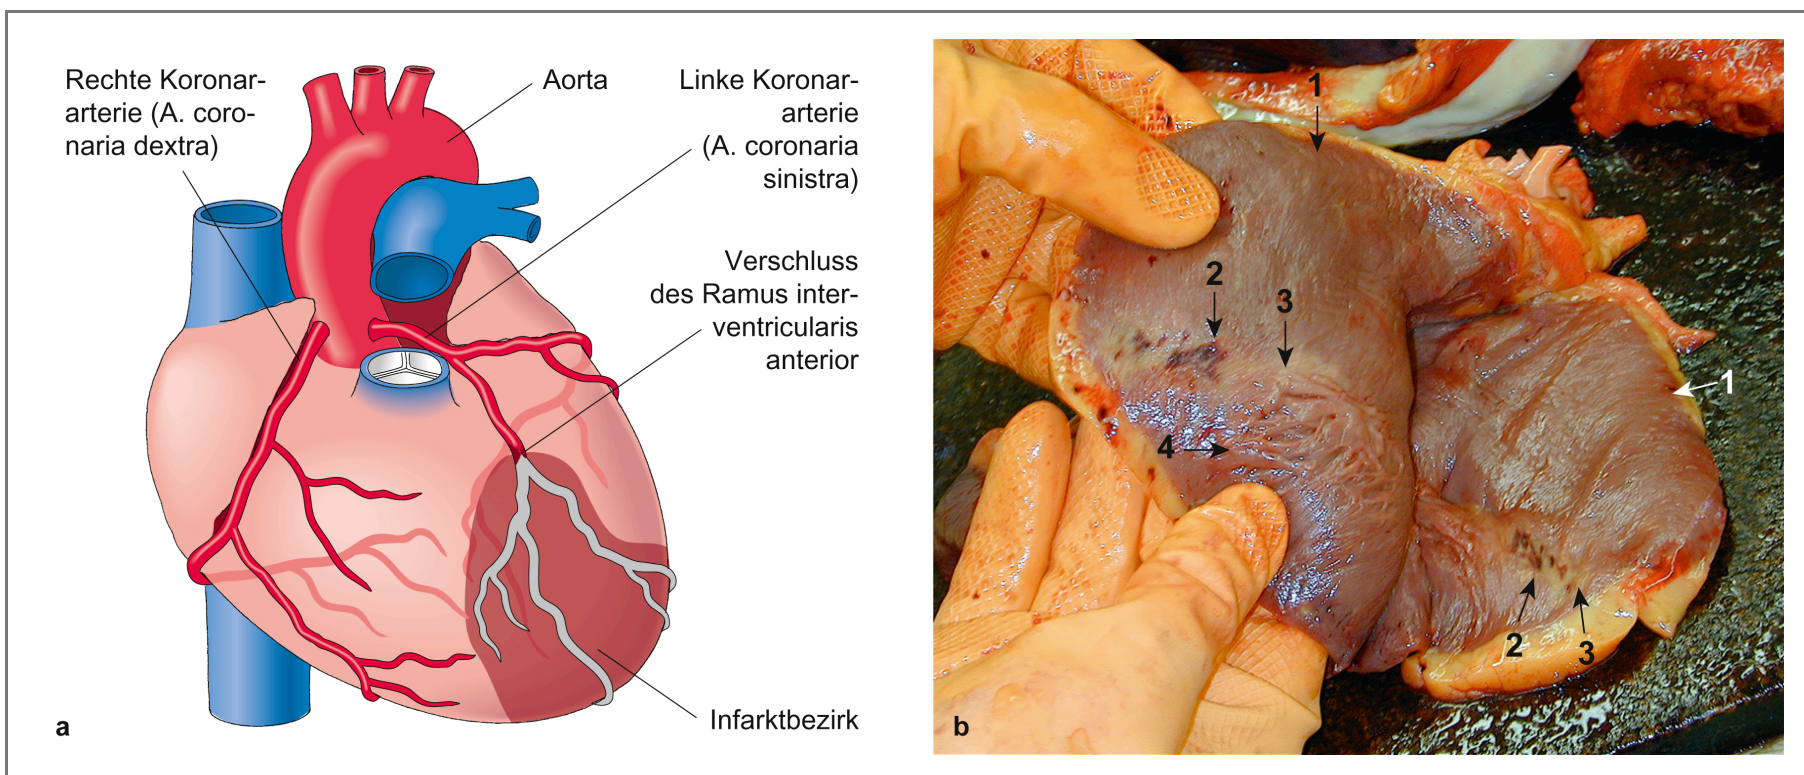 Rechte Koronar-
arterie (A. coro-
naria dextra)
Aorta
Linke Koronar-
arterie
(A. coronaria
sinistra)
Verschluss
des Ramus inter-
ventricularis
anterior
Infarktbezirk
a
1
2
3
4
1
2
3
b